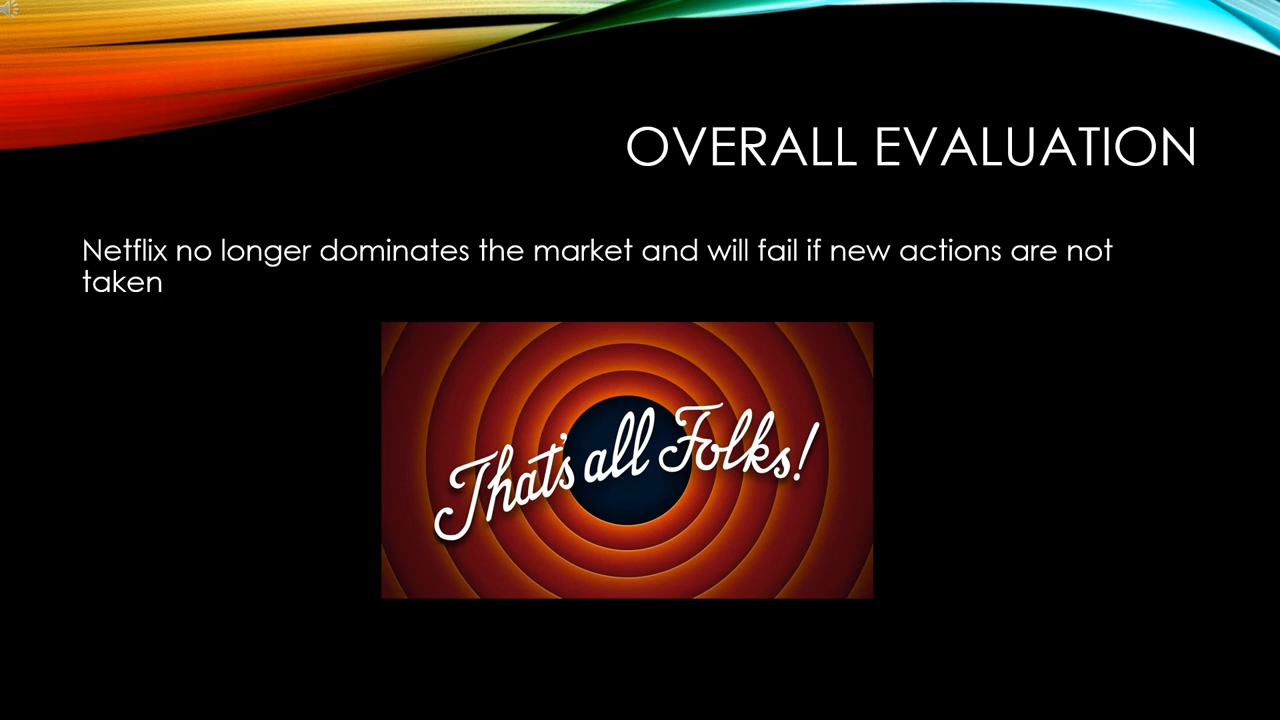 OVERALL EVALUATION
Netflix no longer dominates the market and will fail if new actions are not
taken
That's all Folks!